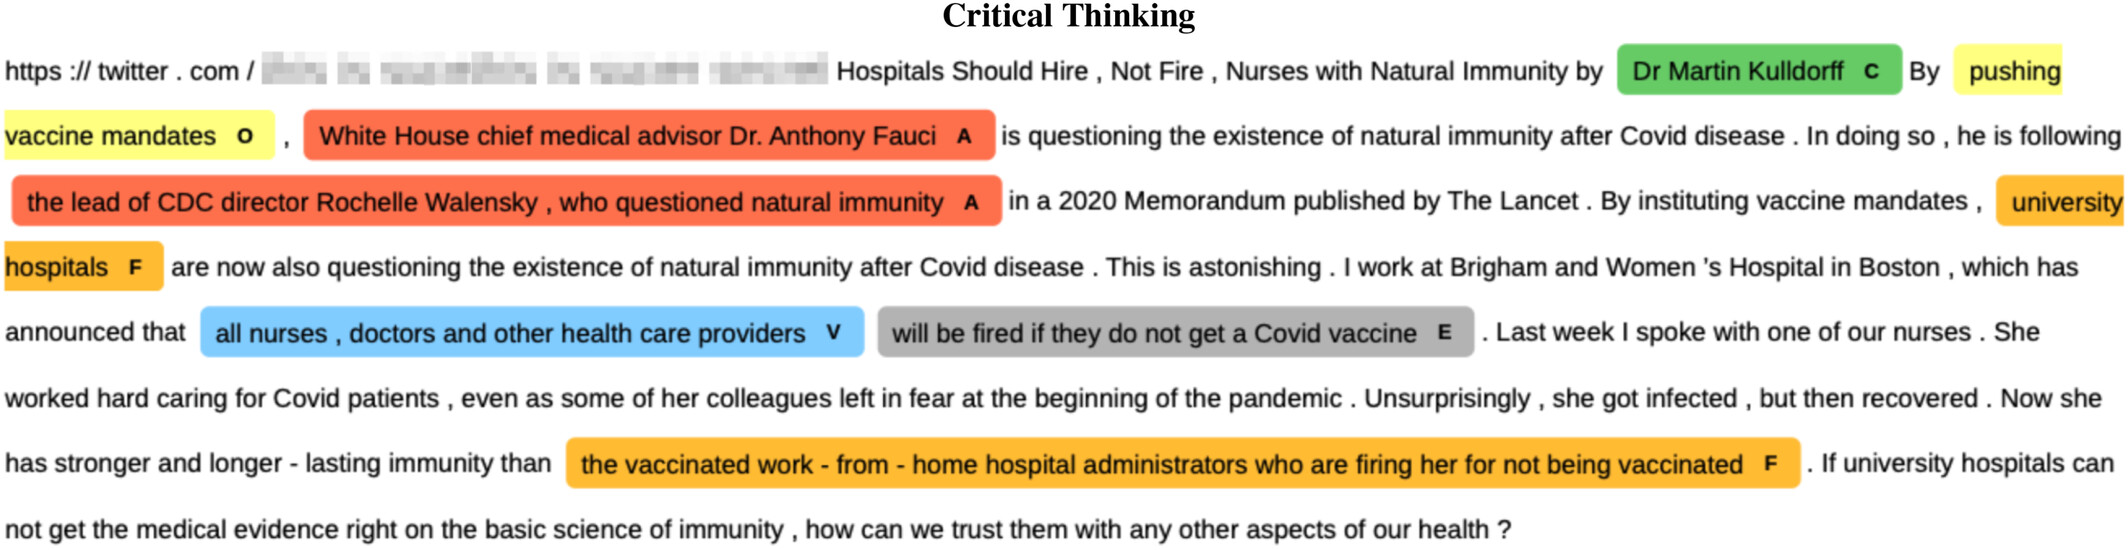 Critical Thinking
https :// twitter . com / Hospitals Should Hire , Not Fire , Nurses with Natural Immunity by Dr Martin Kulldorff C By pushing
vaccine mandates O , White House chief medical advisor Dr. Anthony Fauci A is questioning the existence of natural immunity after Covid disease . In doing so , he is following
the lead of CDC director Rochelle Walensky , who questioned natural immunity A in a 2020 Memorandum published by The Lancet . By instituting vaccine mandates , university
hospitals F are now also questioning the existence of natural immunity after Covid disease . This is astonishing . I work at Brigham and Women 's Hospital in Boston , which has
announced that all nurses , doctors and other health care providers V will be fired if they do not get a Covid vaccine E . Last week I spoke with one of our nurses . She
worked hard caring for Covid patients , even as some of her colleagues left in fear at the beginning of the pandemic . Unsurprisingly , she got infected , but then recovered . Now she
has stronger and longer - lasting immunity than the vaccinated work - from - home hospital administrators who are firing her for not being vaccinated F . If university hospitals can
not get the medical evidence right on the basic science of immunity , how can we trust them with any other aspects of our health ?